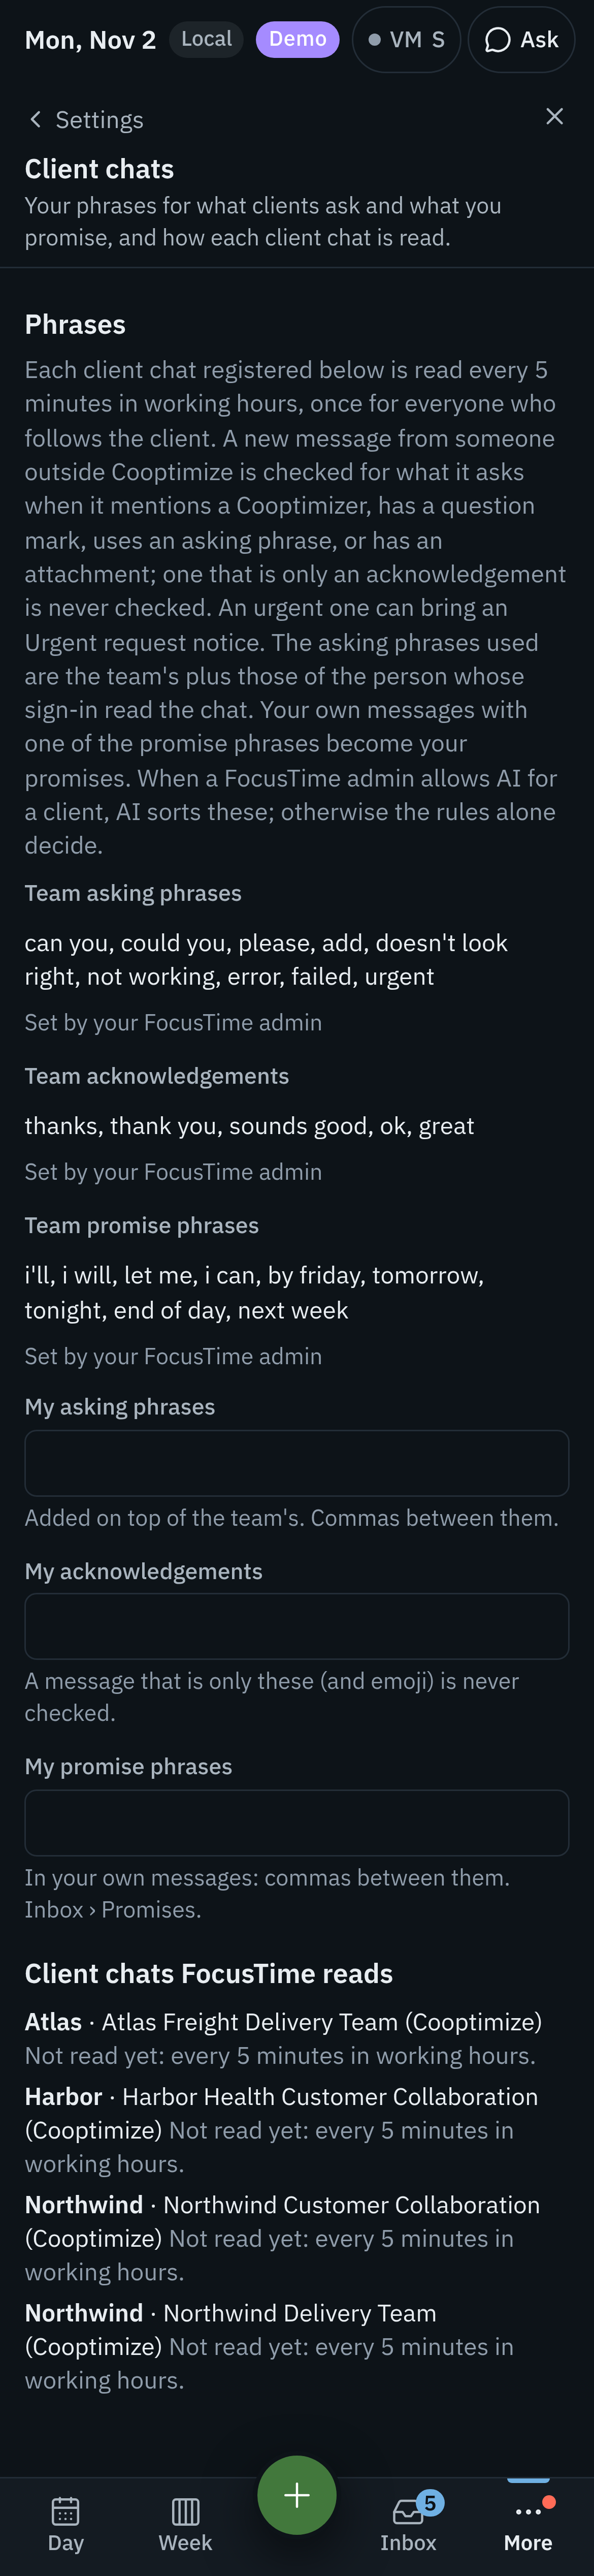 Mon, Nov 2 Local Demo VM S Ask
Settings
Client chats
Your phrases for what clients ask and what you
promise, and how each client chat is read.
Phrases
Each client chat registered below is read every 5
minutes in working hours, once for everyone who
follows the client. A new message from someone
outside Cooptimize is checked for what it asks
when it mentions a Cooptimizer, has a question
mark, uses an asking phrase, or has an
attachment; one that is only an acknowledgement
is never checked. An urgent one can bring an
Urgent request notice. The asking phrases used
are the team's plus those of the person whose
sign-in read the chat. Your own messages with
one of the promise phrases become your
promises. When a FocusTime admin allows AI for
a client, AI sorts these; otherwise the rules alone
decide.
Team asking phrases
can you, could you, please, add, doesn't look
right, not working, error, failed, urgent
Set by your FocusTime admin
Team acknowledgements
thanks, thank you, sounds good, ok, great
Set by your FocusTime admin
Team promise phrases
i'll, i will, let me, i can, by friday, tomorrow,
tonight, end of day, next week
Set by your FocusTime admin
My asking phrases
Added on top of the team's. Commas between them.
My acknowledgements
A message that is only these (and emoji) is never
checked.
My promise phrases
In your own messages: commas between them.
Inbox › Promises.
Client chats FocusTime reads
Atlas · Atlas Freight Delivery Team (Cooptimize)
Not read yet: every 5 minutes in working hours.
Harbor · Harbor Health Customer Collaboration
(Cooptimize) Not read yet: every 5 minutes in
working hours.
Northwind · Northwind Customer Collaboration
(Cooptimize) Not read yet: every 5 minutes in
working hours.
Northwind · Northwind Delivery Team
(Cooptimize) Not read yet: every 5 minutes in
working hours.
5
Day Week Inbox More